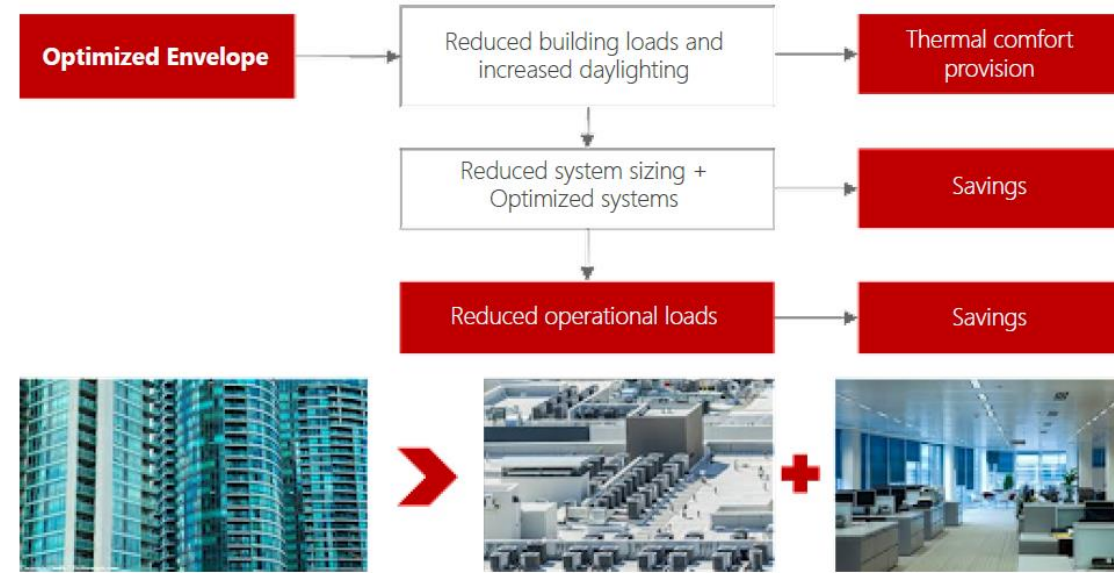 Optimized Envelope
Reduced building loads and
increased daylighting
Thermal comfort
provision
Reduced system sizing +
Optimized systems
Savings
Reduced operational loads
Savings